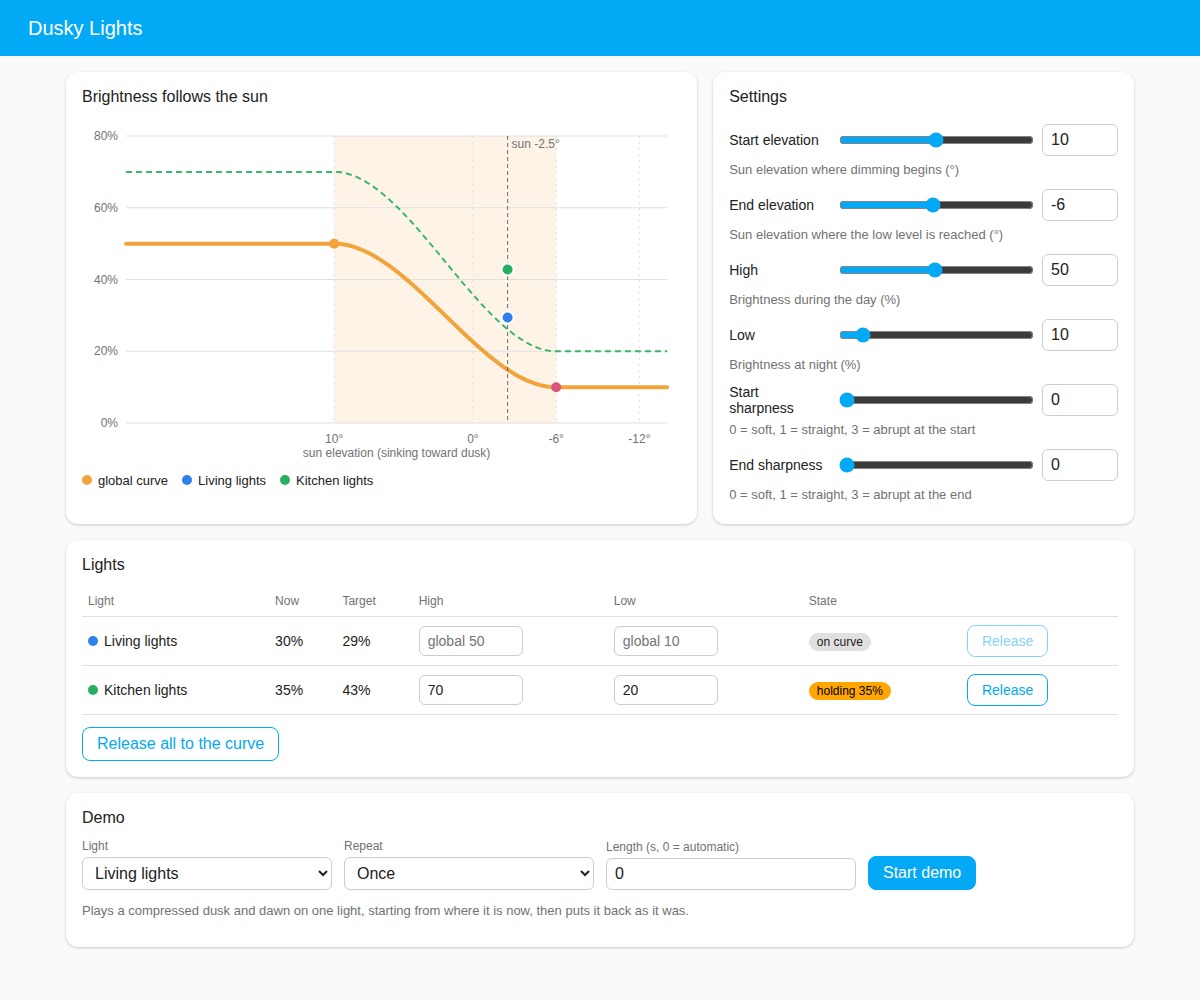 Dusky Lights
Brightness follows the sun
80%
60%
40%
20%
0%
sun -2.5°
10°
0°
-6°
-12°
sun elevation (sinking toward dusk)
global curve
Living lights
Kitchen lights
Settings
Start elevation
10
Sun elevation where dimming begins (°)
End elevation
-6
Sun elevation where the low level is reached (°)
High
50
Brightness during the day (%)
Low
10
Brightness at night (%)
Start
sharpness
0
0 = soft, 1 = straight, 3 = abrupt at the start
End sharpness
0
0 = soft, 1 = straight, 3 = abrupt at the end
Lights
Light Now Target High Low State
Living lights 30% 29% global 50 global 10 on curve Release
Kitchen lights 35% 43% 70 20 holding 35% Release
Release all to the curve
Demo
Light Repeat Length (s, 0 = automatic)
Living lights Once 0 Start demo
Plays a compressed dusk and dawn on one light, starting from where it is now, then puts it back as it was.